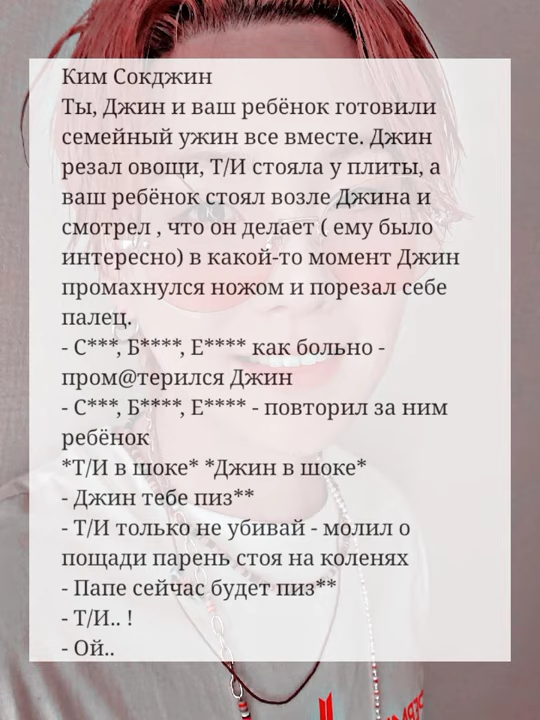 Ким Сокджин
Ты, Джин и ваш ребёнок готовили
семейный ужин все вместе. Джин
резал овощи, Т/И стояла у плиты, а
ваш ребёнок стоял возле Джина и
смотрел , что он делает ( ему было
интересно) в какой-то момент Джин
промахнулся ножом и порезал себе
палец.
- С***, Б****, Е**** как больно -
пром@терился Джин
- С***, Б****, Е**** - повторил за ним
ребёнок
*Т/И в шоке* *Джин в шоке*
- Джин тебе пиз**
- Т/И только не убивай - молил о
пощади парень стоя на коленях
- Папе сейчас будет пиз**
- Т/И.. !
- Ой..